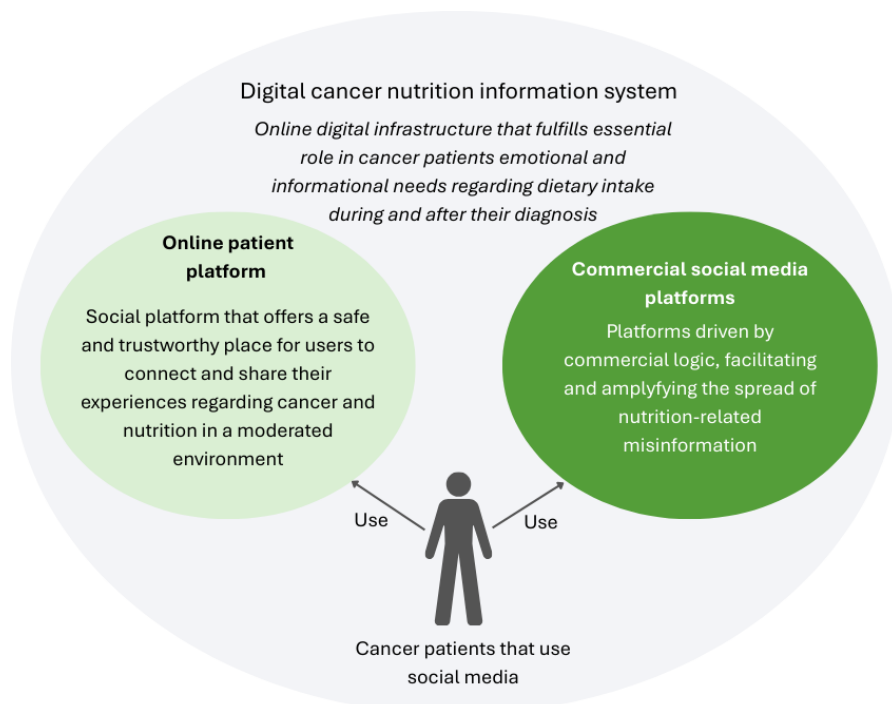 Digital cancer nutrition information system
Online digital infrastructure that fulfills essential
role in cancer patients emotional and
informational needs regarding dietary intake
during and after their diagnosis
Online patient
platform
Social platform that offers a safe
and trustworthy place for users to
connect and share their
experiences regarding cancer and
nutrition in a moderated
environment
Commercial social media
platforms
Platforms driven by
commercial logic, facilitating
and amplyfying the spread of
nutrition-related
misinformation
Use
Use
Cancer patients that use
social media